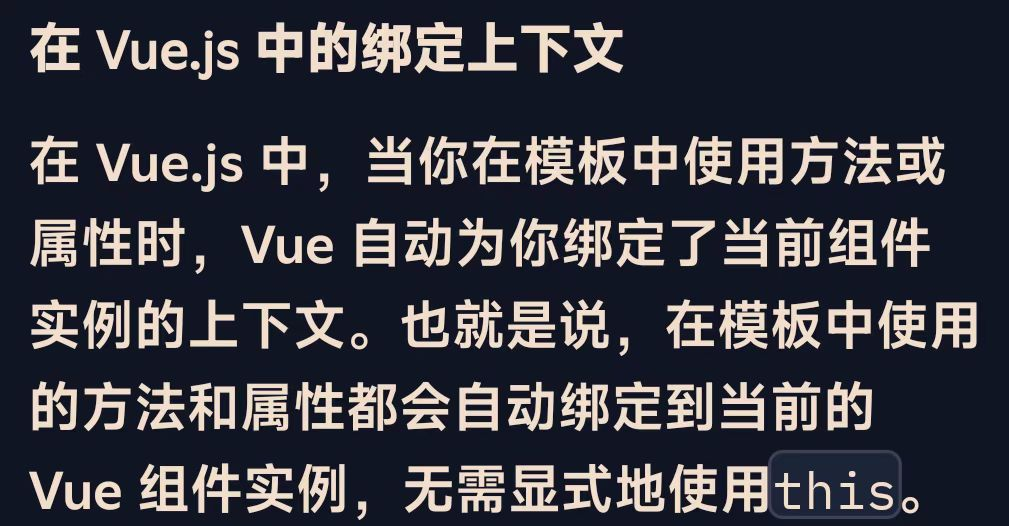 在 Vue.js 中的绑定上下文
在 Vue.js 中，当你在模板中使用方法或
属性时，Vue 自动为你绑定了当前组件
实例的上下文。也就是说，在模板中使用
的方法和属性都会自动绑定到当前的
Vue 组件实例，无需显式地使用this。